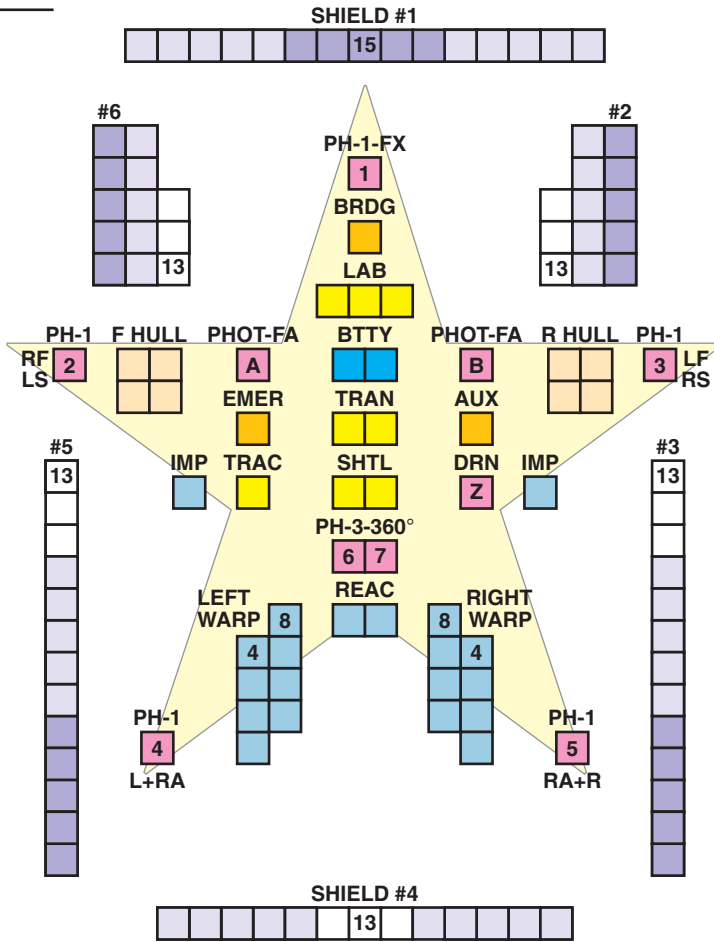 SHIELD #1
15
#6
#2
PH-1-FX
1
BRDG
13
13
LAB
PH-1 F HULL PHOT-FA BTTY PHOT-FA R HULL PH-1
RF 2 A B 3 LF
LS RS
EMER TRAN AUX
#5 #3
IMP TRAC SHTL DRN IMP
13 Z 13
PH-3-360°
6 7
LEFT REAC RIGHT
WARP 8 8 WARP
4 4
PH-1 PH-1
4 5
L+RA RA+R
SHIELD #4
13